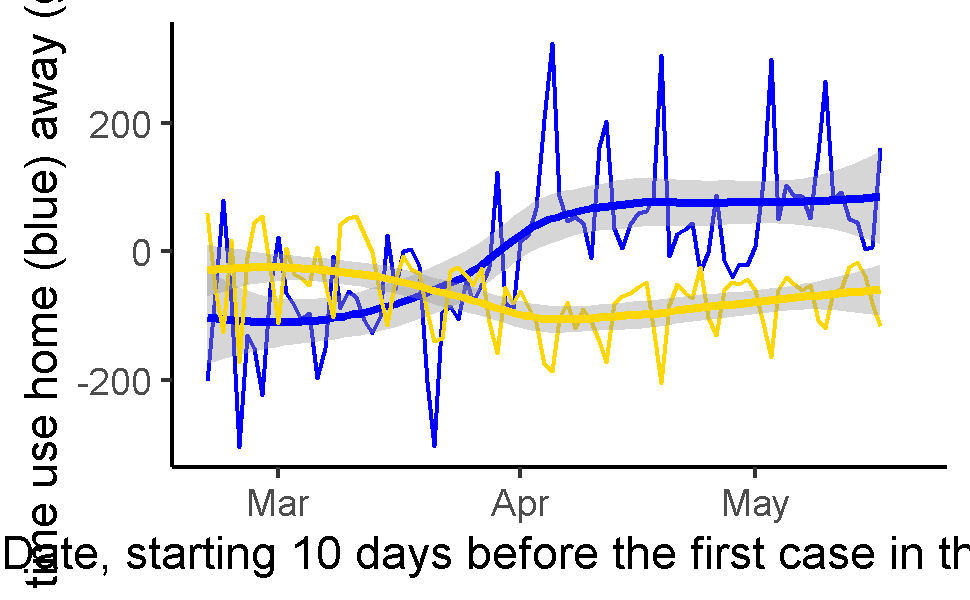 time use home (blue) away (
200
0
-200
Mar Apr May
Date, starting 10 days before the first case in th